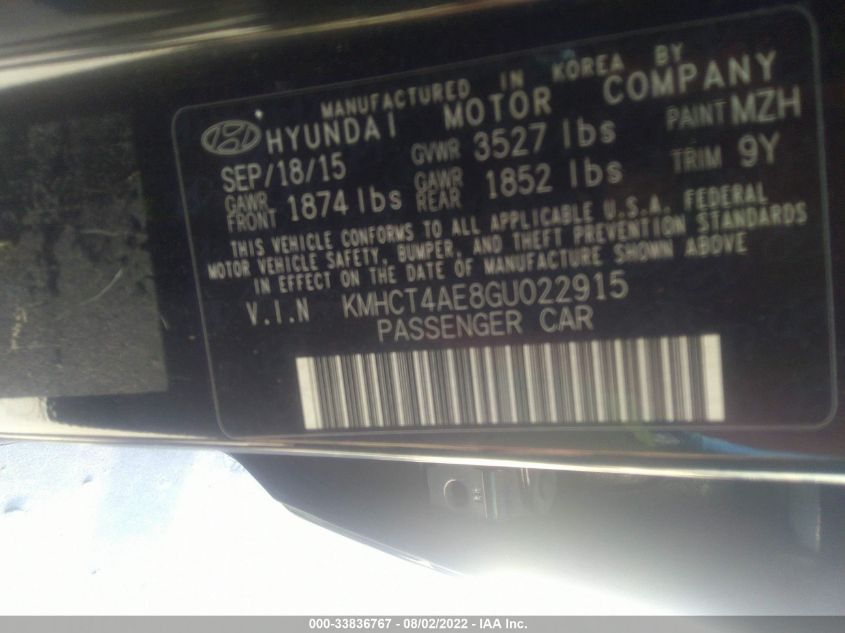 MANUFACTURED IN KOREA BY
HYUNDAI MOTOR COMPANY
SEP/18/15 GVWR 3527 lbs PAINT MZH
GAWR FRONT 1874 lbs GAWR REAR 1852 lbs TRIM 9Y
THIS VEHICLE CONFORMS TO ALL APPLICABLE U.S.A. FEDERAL
MOTOR VEHICLE SAFETY, BUMPER, AND THEFT PREVENTION STANDARDS
IN EFFECT ON THE DATE OF MANUFACTURE SHOWN ABOVE
V.I.N KMHCT4AE8GU022915
PASSENGER CAR
000-33836767 - 08/02/2022 - IAA Inc.